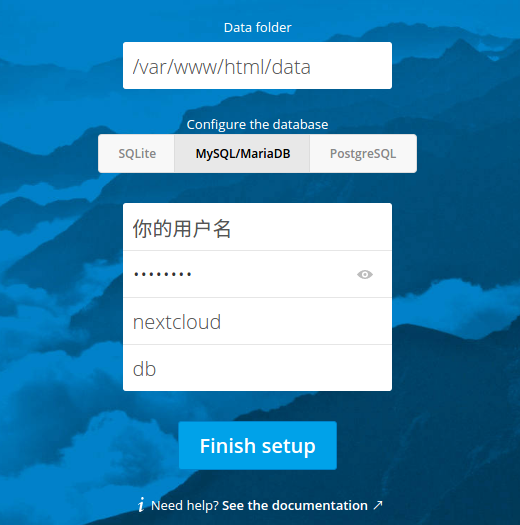 Data folder
/var/www/html/data
Configure the database
SQLite MySQL/MariaDB PostgreSQL
你的用户名
••••••••
nextcloud
db
Finish setup
i Need help? See the documentation ↗